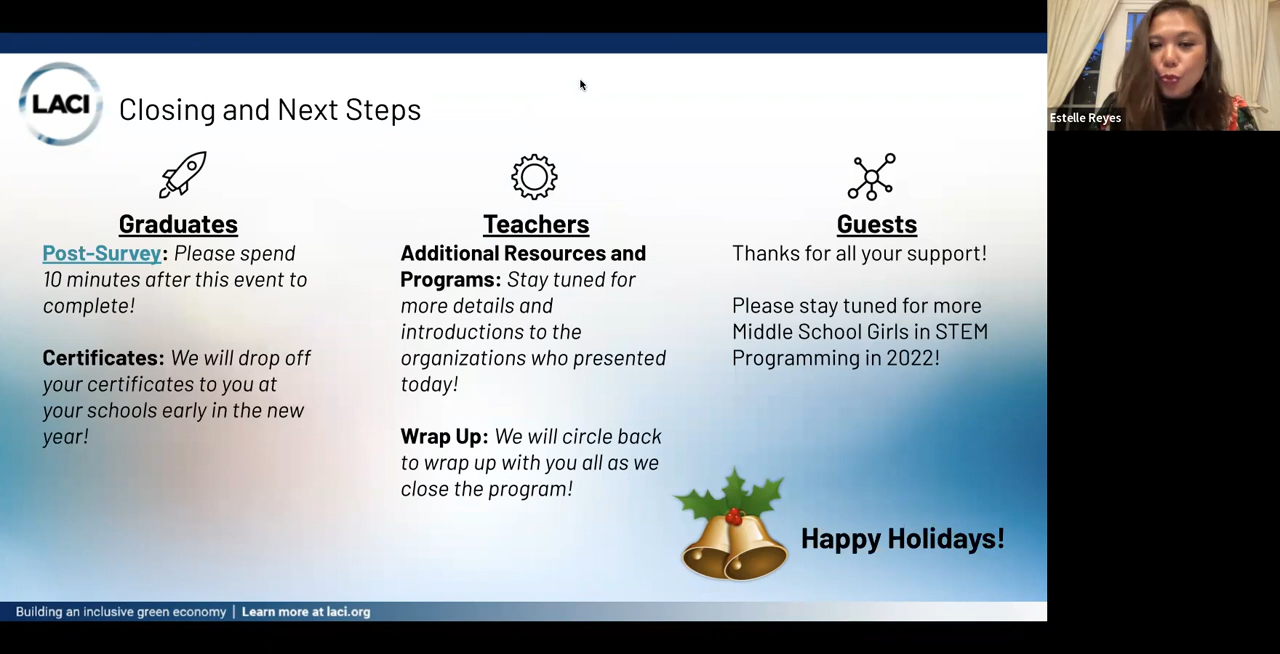 LACI
Closing and Next Steps
Graduates
Post-Survey: Please spend
10 minutes after this event to
complete!
Certificates: We will drop off
your certificates to you at
your schools early in the new
year!
Teachers
Additional Resources and
Programs: Stay tuned for
more details and
introductions to the
organizations who presented
today!
Wrap Up: We will circle back
to wrap up with you all as we
close the program!
Guests
Thanks for all your support!
Please stay tuned for more
Middle School Girls in STEM
Programming in 2022!
Happy Holidays!
Building an inclusive green economy | Learn more at laci.org
Estelle Reyes